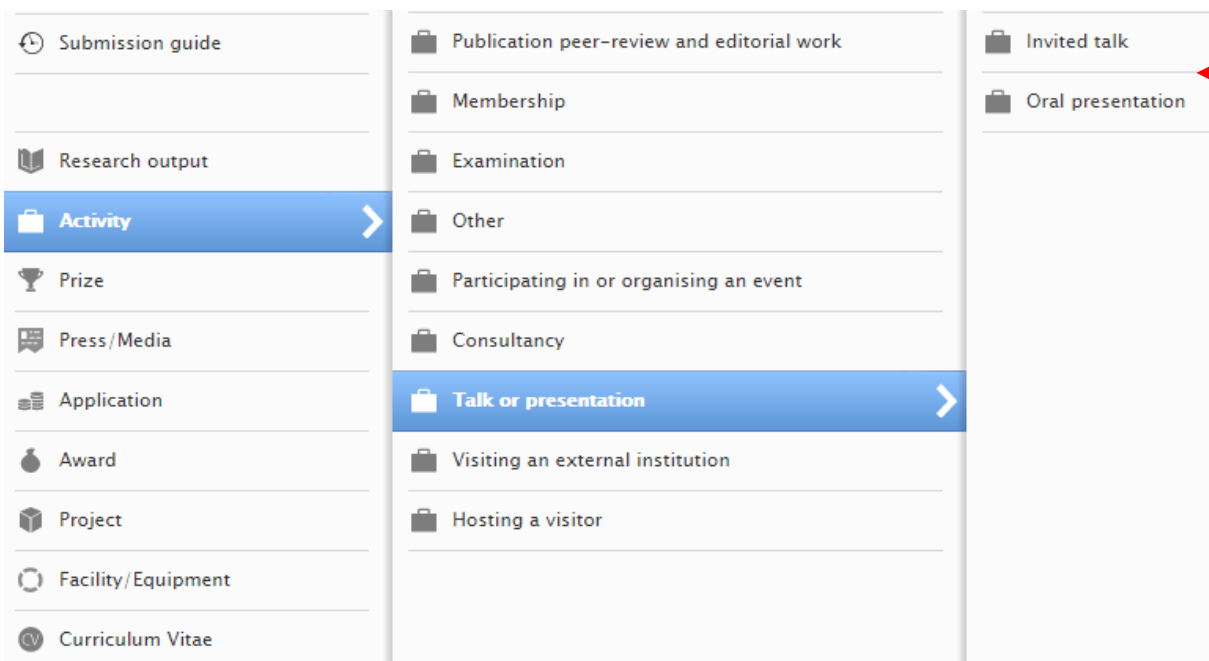 Submission guide
Research output
Activity
Prize
Press/Media
Application
Award
Project
Facility/Equipment
CV Curriculum Vitae
Publication peer-review and editorial work
Membership
Examination
Other
Participating in or organising an event
Consultancy
Talk or presentation
Visiting an external institution
Hosting a visitor
Invited talk
Oral presentation